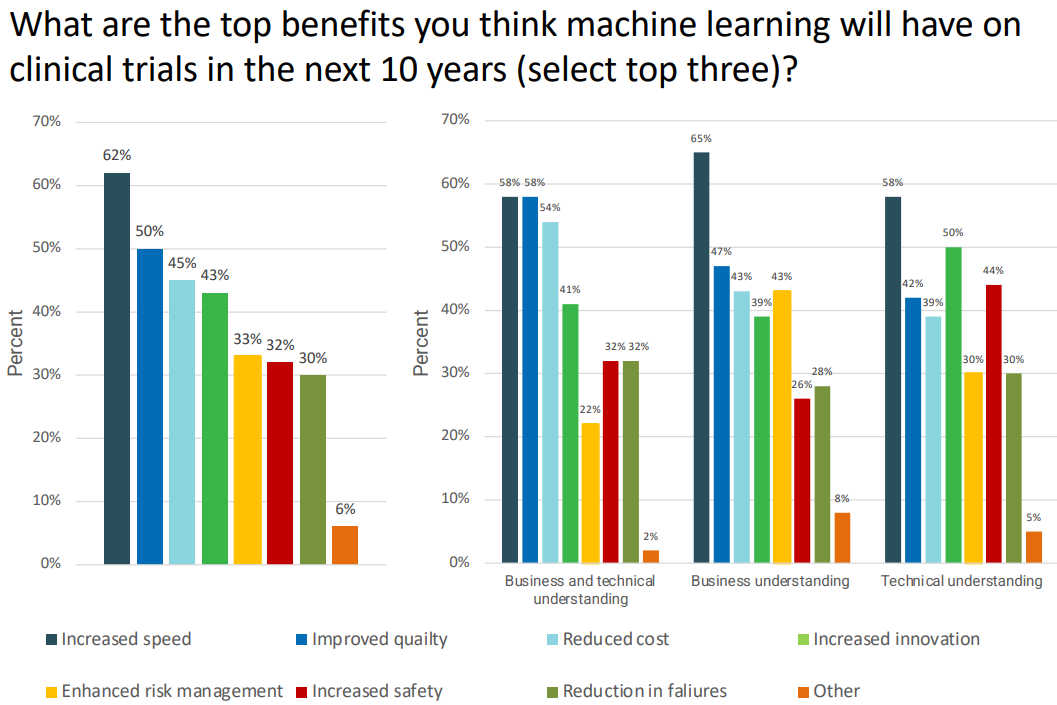 What are the top benefits you think machine learning will have on
clinical trials in the next 10 years (select top three)?
70%
60%
50%
40%
30%
20%
10%
0%
Percent
62%
50%
45%
43%
33%
32%
30%
6%
70%
60%
50%
40%
30%
20%
10%
0%
Percent
58% 58% 54% 41% 22% 32% 32% 2%
65% 47% 43% 39% 43% 26% 28% 8%
58% 42% 39% 50% 30% 44% 30% 5%
Business and technical
understanding
Business understanding
Technical understanding
Increased speed
Improved quailty
Reduced cost
Increased innovation
Enhanced risk management
Increased safety
Reduction in faliures
Other